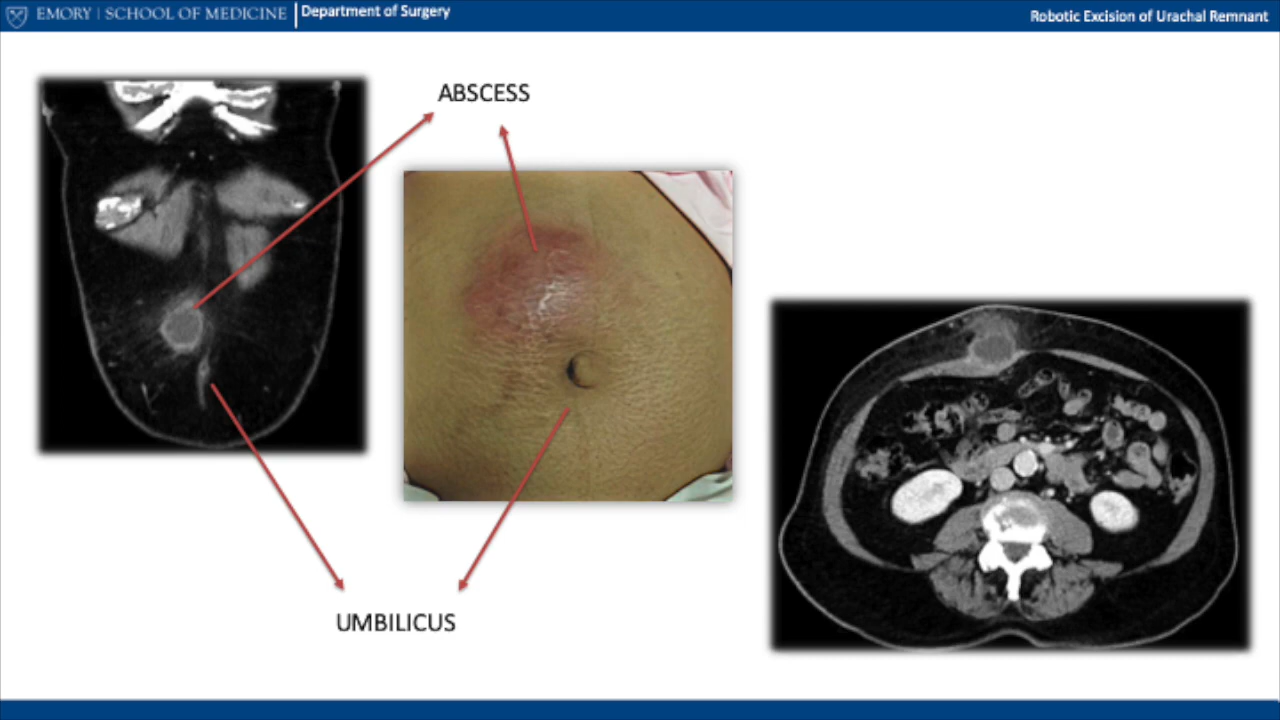 EMORY | SCHOOL OF MEDICINE Department of Surgery
Robotic Excision of Urachal Remnant
ABSCESS
UMBILICUS